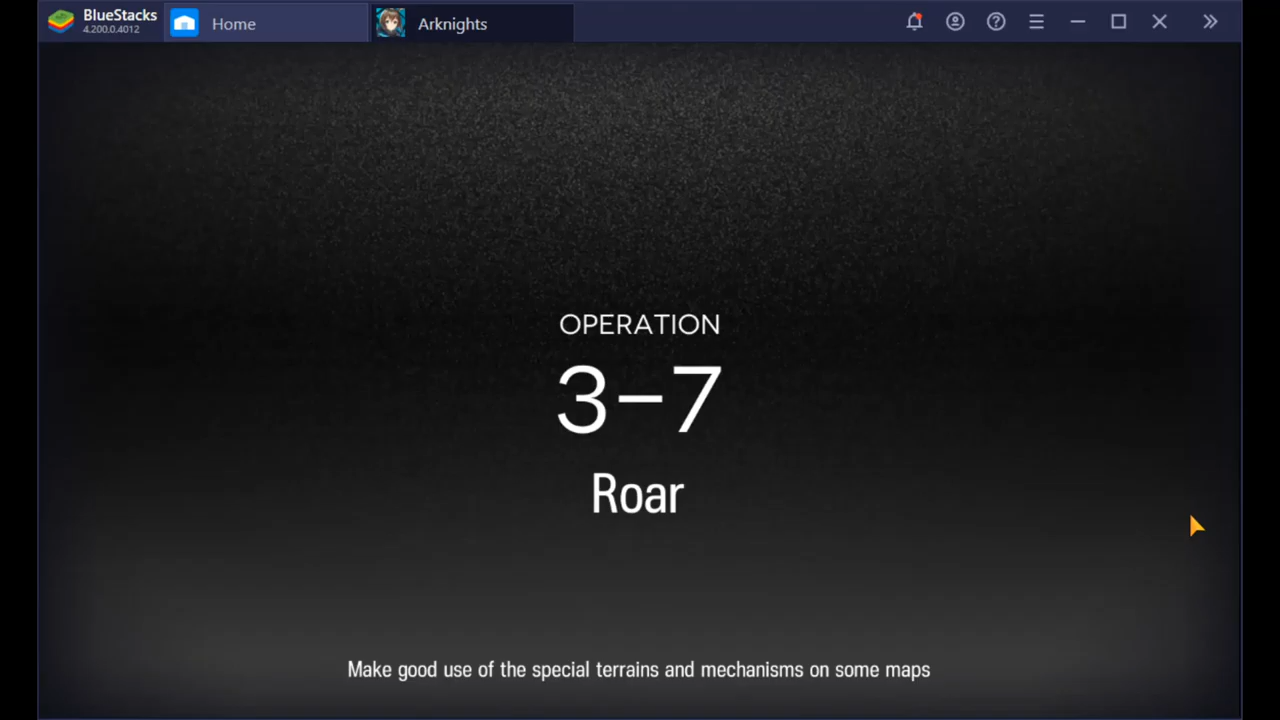 BlueStacks
4.200.0.4012
Home
Arknights
OPERATION
3–7
Roar
Make good use of the special terrains and mechanisms on some maps